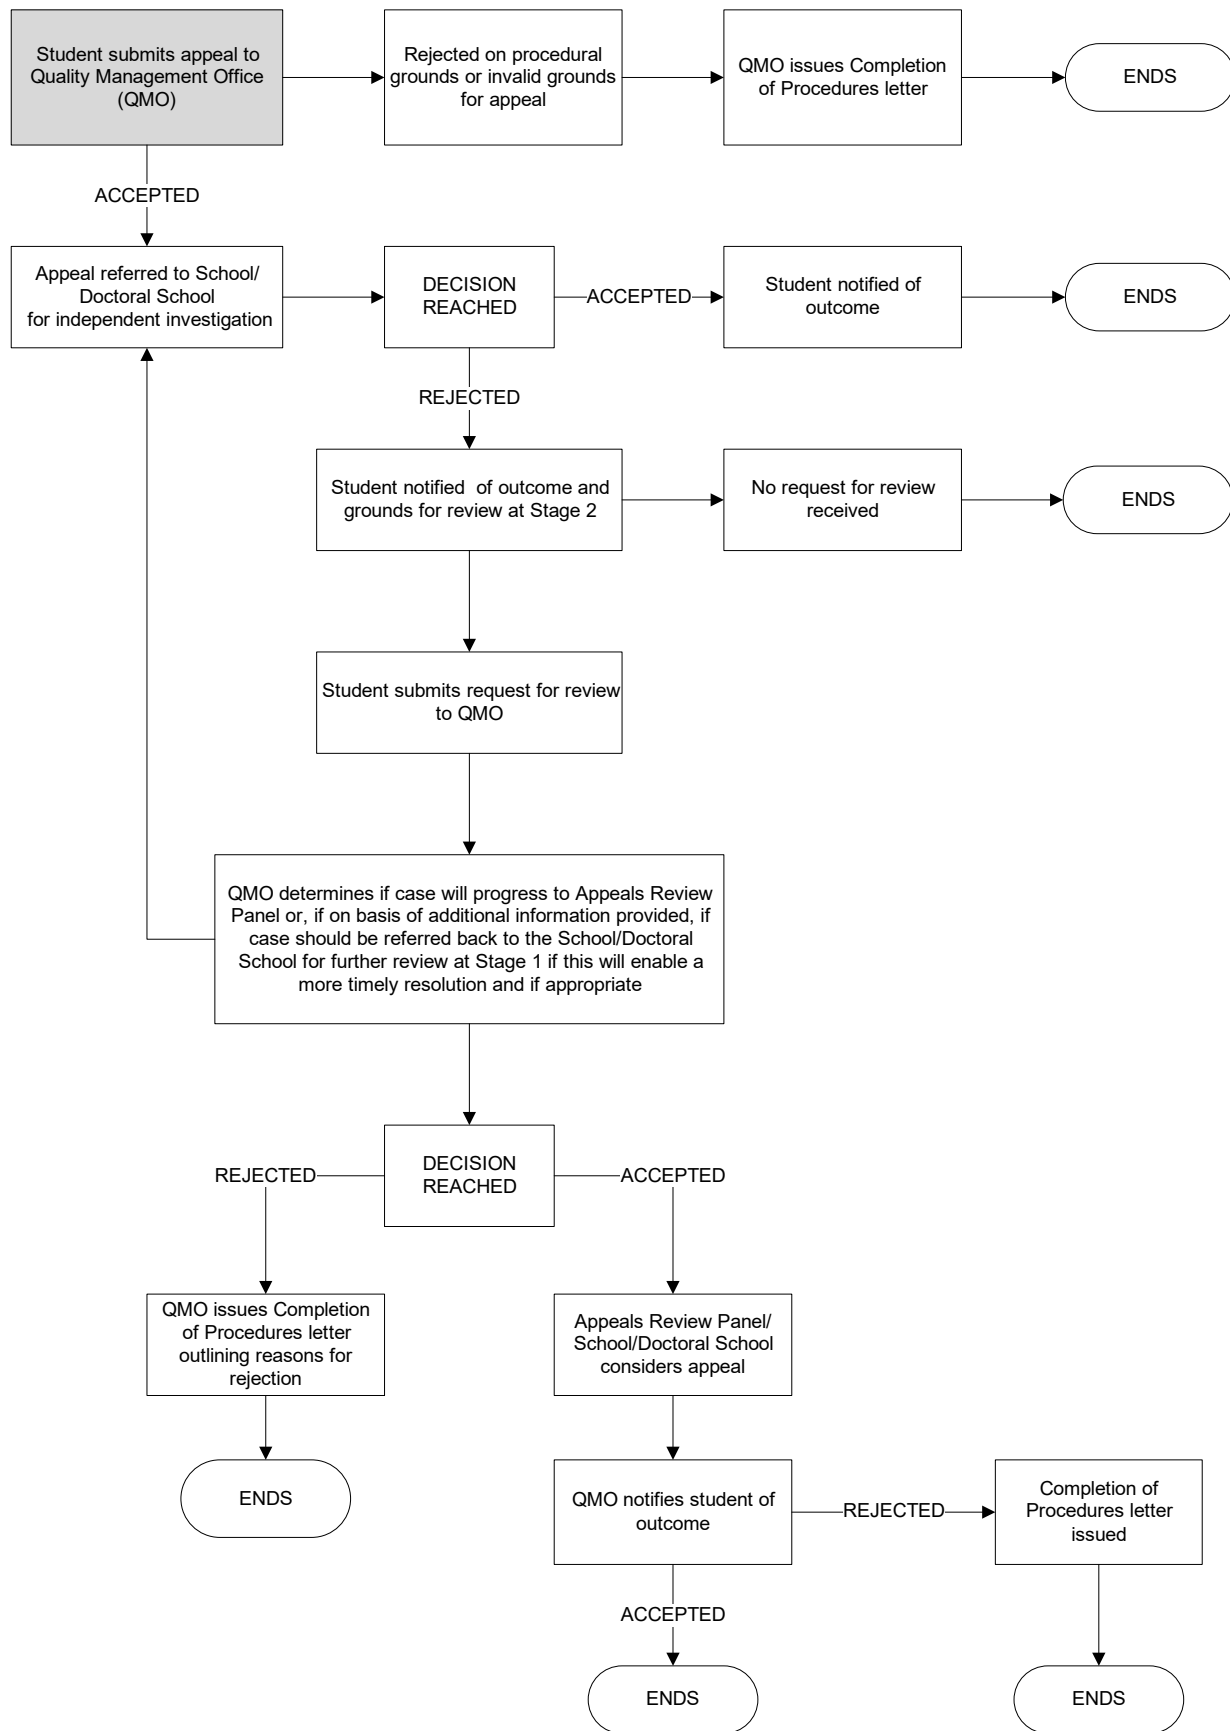 Student submits appeal to
Quality Management Office
(QMO)
Rejected on procedural
grounds or invalid grounds
for appeal
QMO issues Completion
of Procedures letter
ENDS
ACCEPTED
Appeal referred to School/
Doctoral School
for independent investigation
DECISION
REACHED
ACCEPTED
Student notified of
outcome
ENDS
REJECTED
Student notified  of outcome and
grounds for review at Stage 2
No request for review
received
ENDS
Student submits request for review
to QMO
QMO determines if case will progress to Appeals Review
Panel or, if on basis of additional information provided, if
case should be referred back to the School/Doctoral
School for further review at Stage 1 if this will enable a
more timely resolution and if appropriate
REJECTED
DECISION
REACHED
ACCEPTED
QMO issues Completion
of Procedures letter
outlining reasons for
rejection
Appeals Review Panel/
School/Doctoral School
considers appeal
ENDS
QMO notifies student of
outcome
REJECTED
Completion of
Procedures letter
issued
ACCEPTED
ENDS
ENDS